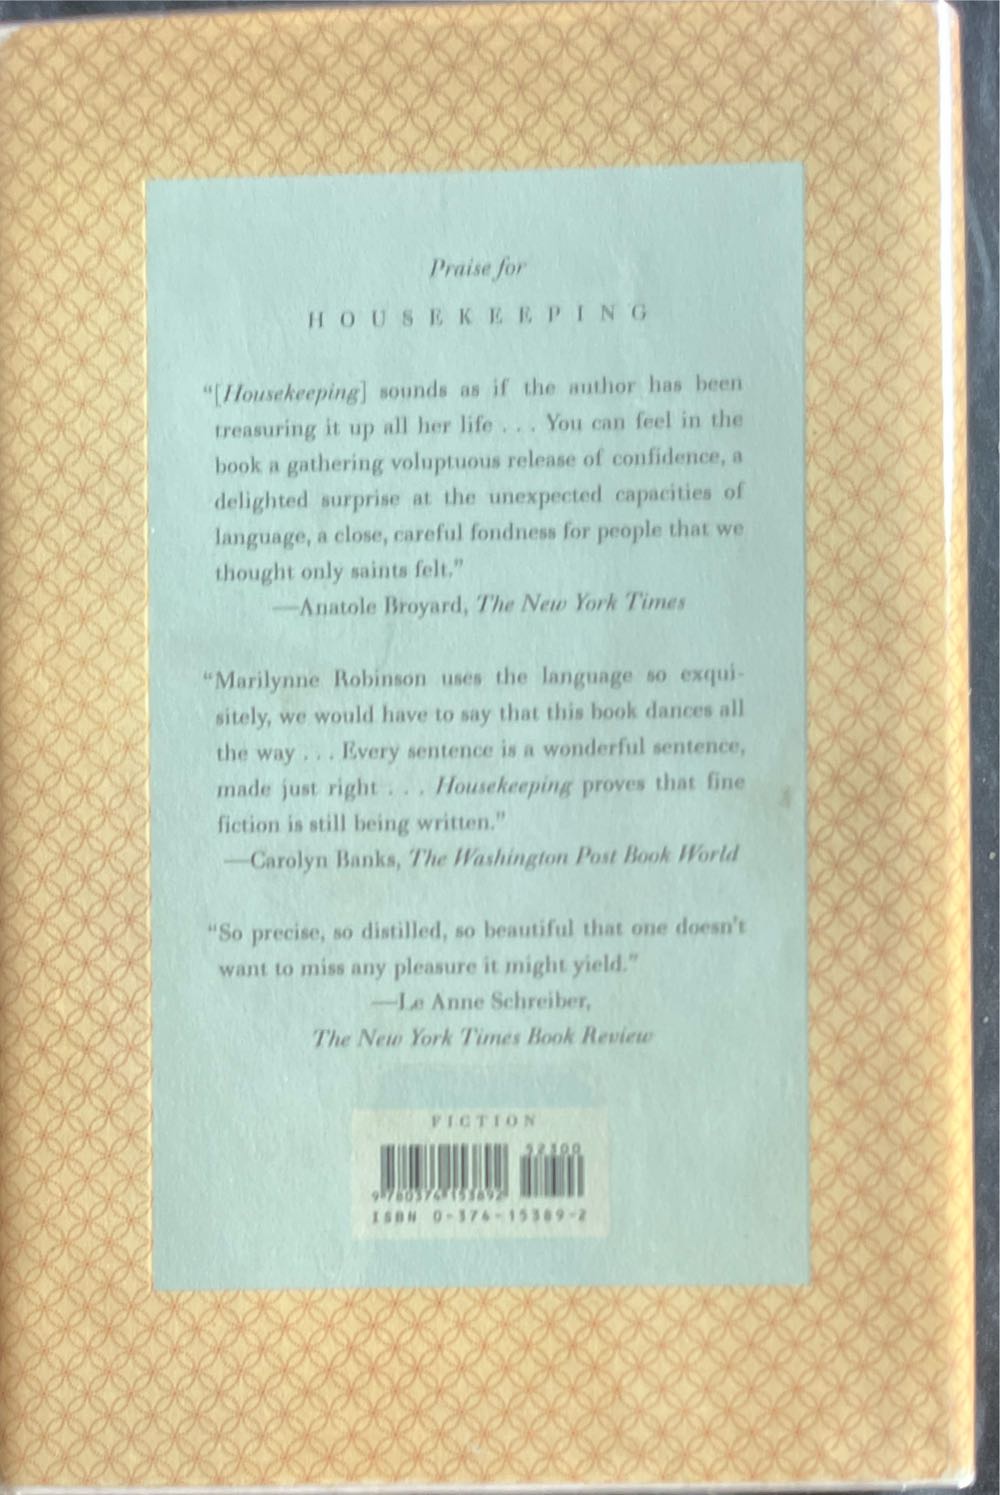 Praise for
HOUSEKEEPING
“[Housekeeping] sounds as if the author has been
treasuring it up all her life . . . You can feel in the
book a gathering voluptuous release of confidence, a
delighted surprise at the unexpected capacities of
language, a close, careful fondness for people that we
thought only saints felt.”
—Anatole Broyard, The New York Times
“Marilynne Robinson uses the language so exqui-
sitely, we would have to say that this book dances all
the way . . . Every sentence is a wonderful sentence,
made just right . . . Housekeeping proves that fine
fiction is still being written.”
—Carolyn Banks, The Washington Post Book World
“So precise, so distilled, so beautiful that one doesn’t
want to miss any pleasure it might yield.”
—Le Anne Schreiber,
The New York Times Book Review
FICTION
52300
9 780374 153892
ISBN 0-374-15389-2